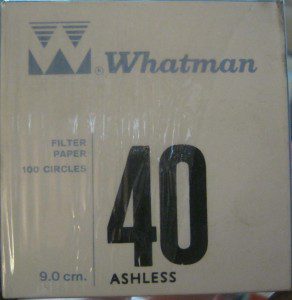 W ® Whatman
FILTER
PAPER
100 CIRCLES
40
9.0 cm.
ASHLESS